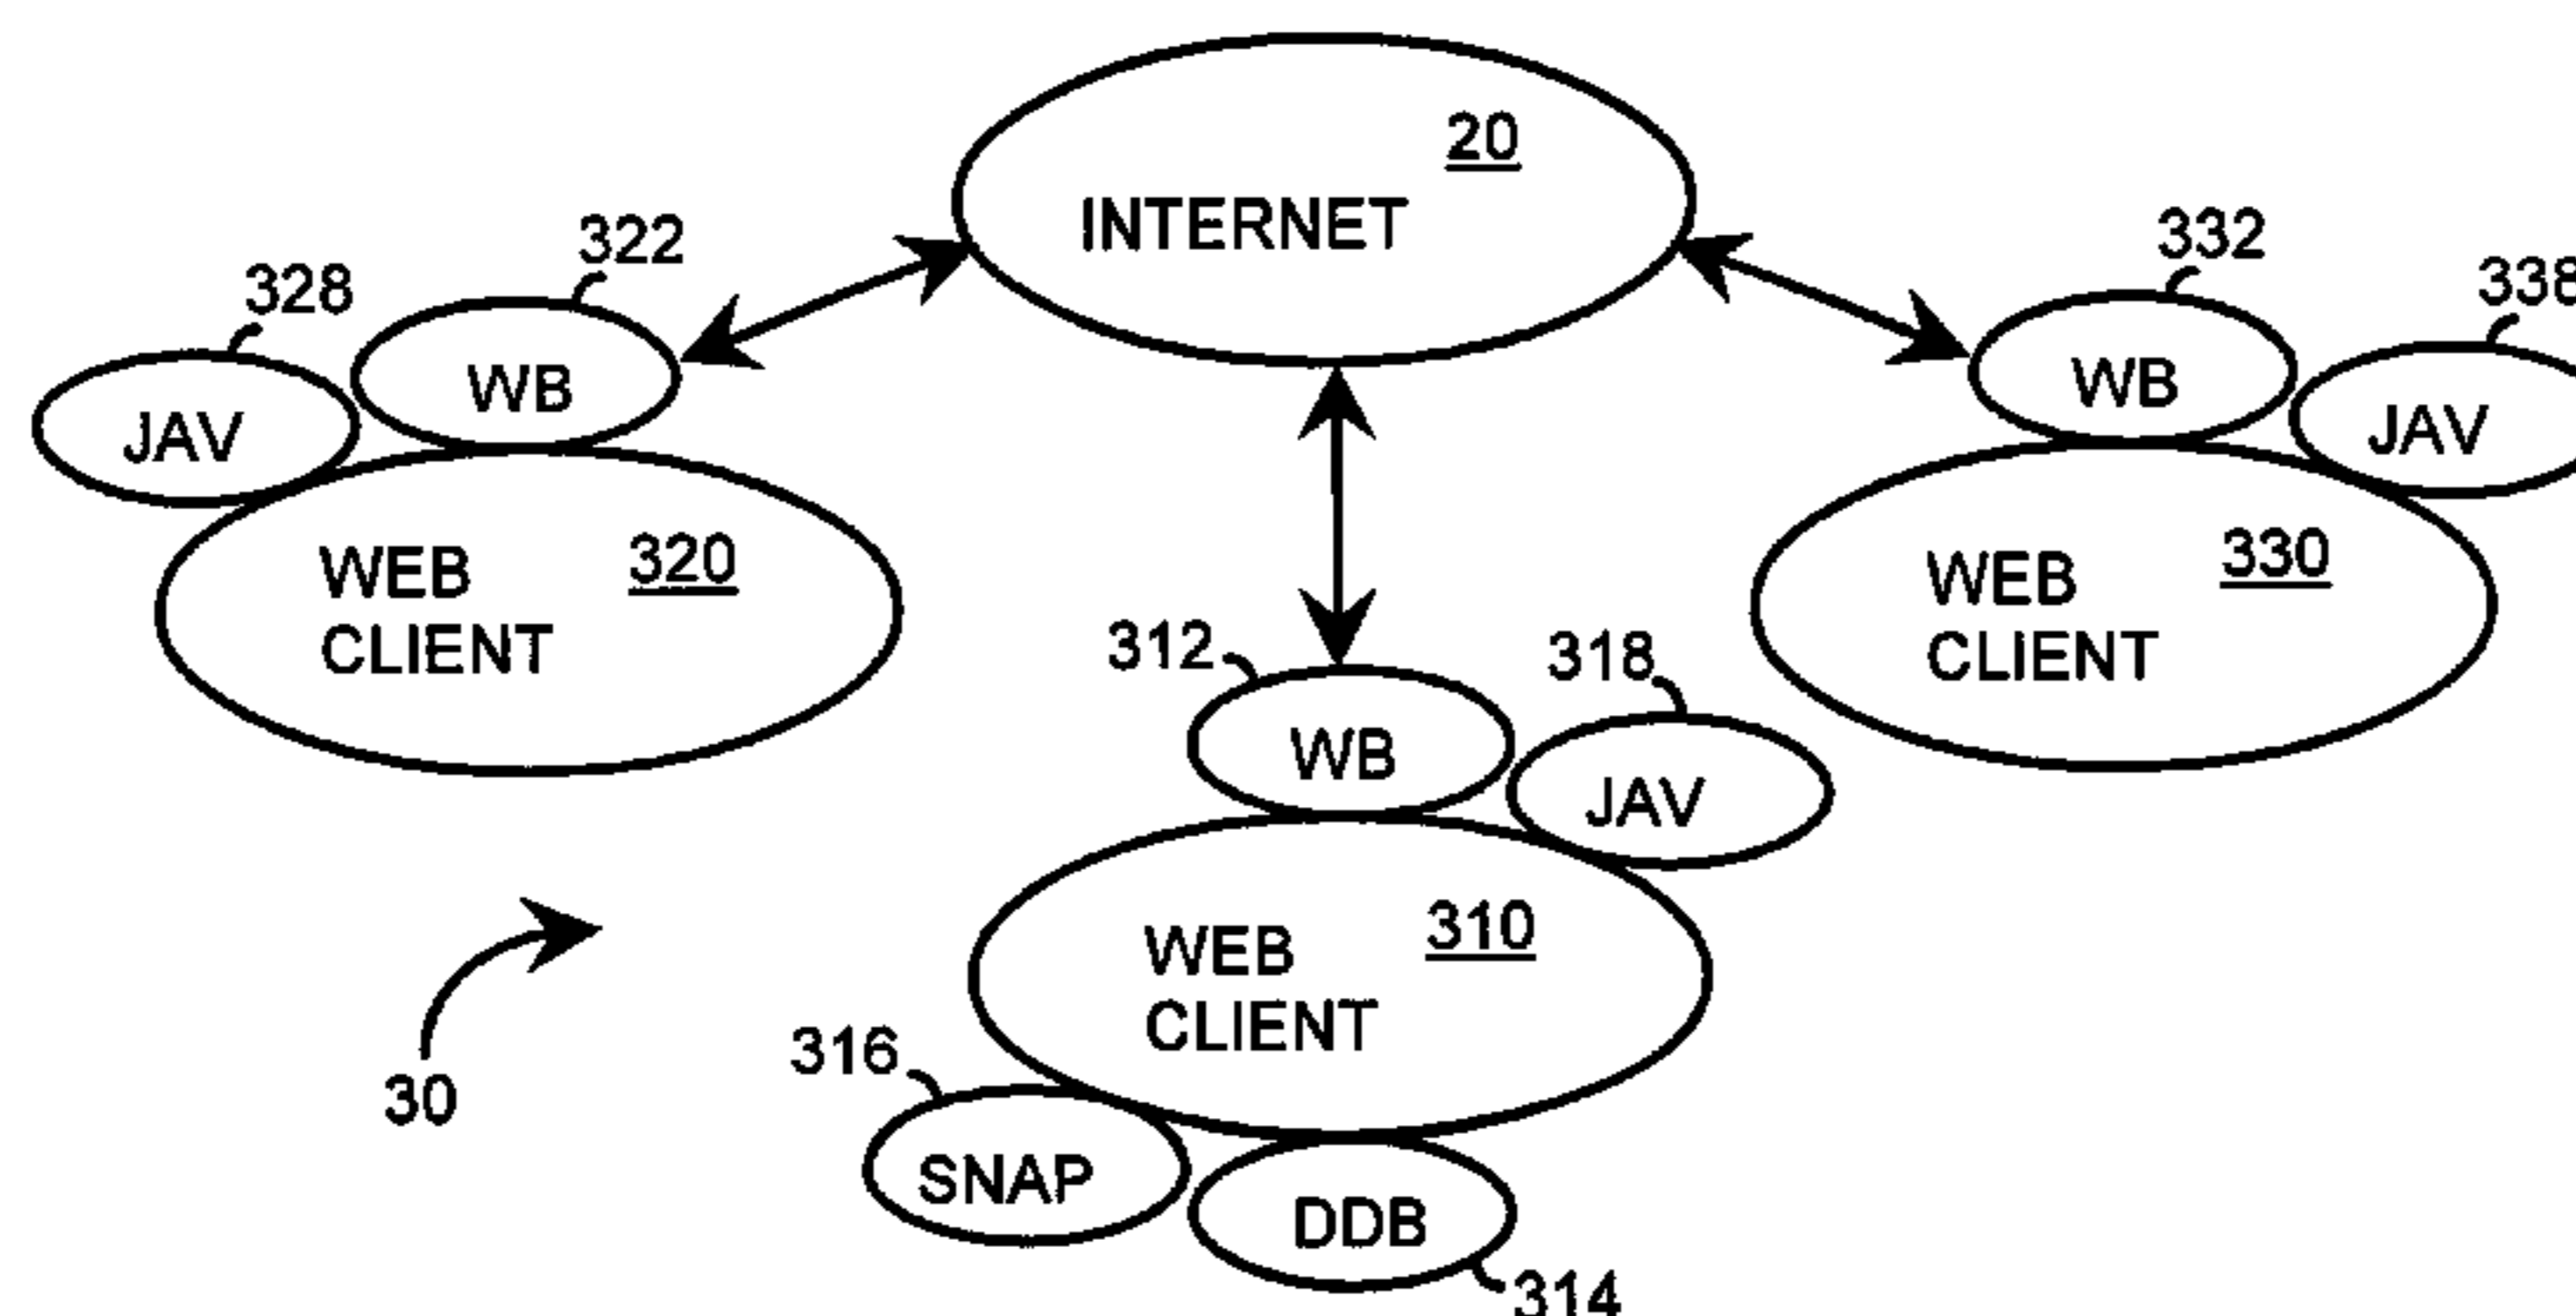 20
INTERNET
322
328
WB
JAV
332
338
WB
JAV
WEB
CLIENT
320
WEB
CLIENT
330
312
318
WB
JAV
WEB
CLIENT
310
30
316
SNAP
DDB
314